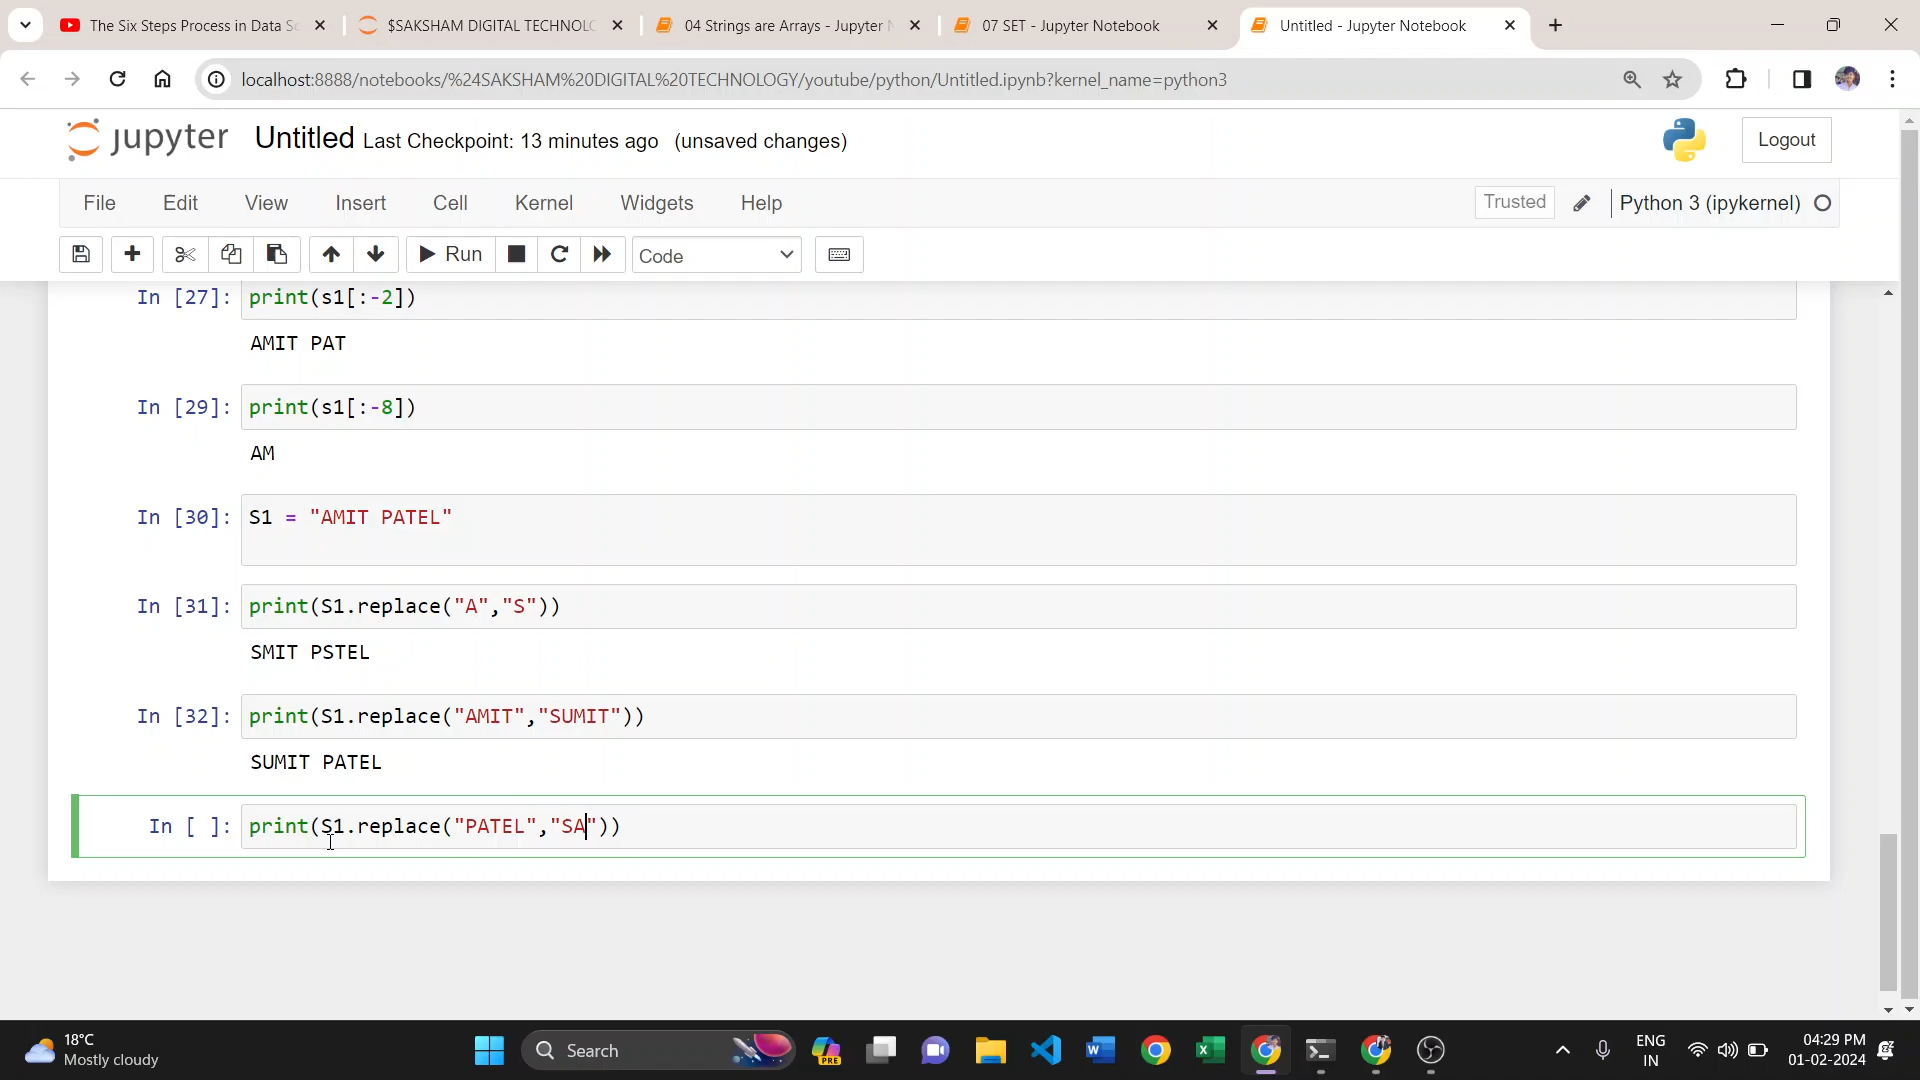 The Six Steps Process in Data Sc
$SAKSHAM DIGITAL TECHNOLO
04 Strings are Arrays - Jupyter N
07 SET - Jupyter Notebook
Untitled - Jupyter Notebook
localhost:8888/notebooks/%24SAKSHAM%20DIGITAL%20TECHNOLOGY/youtube/python/Untitled.ipynb?kernel_name=python3
jupyter Untitled Last Checkpoint: 13 minutes ago (unsaved changes) Logout
File Edit View Insert Cell Kernel Widgets Help Trusted Python 3 (ipykernel)
Run Code
In [27]: print(s1[:-2])
AMIT PAT
In [29]: print(s1[:-8])
AM
In [30]: S1 = "AMIT PATEL"
In [31]: print(S1.replace("A","S"))
SMIT PSTEL
In [32]: print(S1.replace("AMIT","SUMIT"))
SUMIT PATEL
In [ ]: print(S1.replace("PATEL","SA"))
18°C
Mostly cloudy
Search
PRE
ENG
IN
04:29 PM
01-02-2024